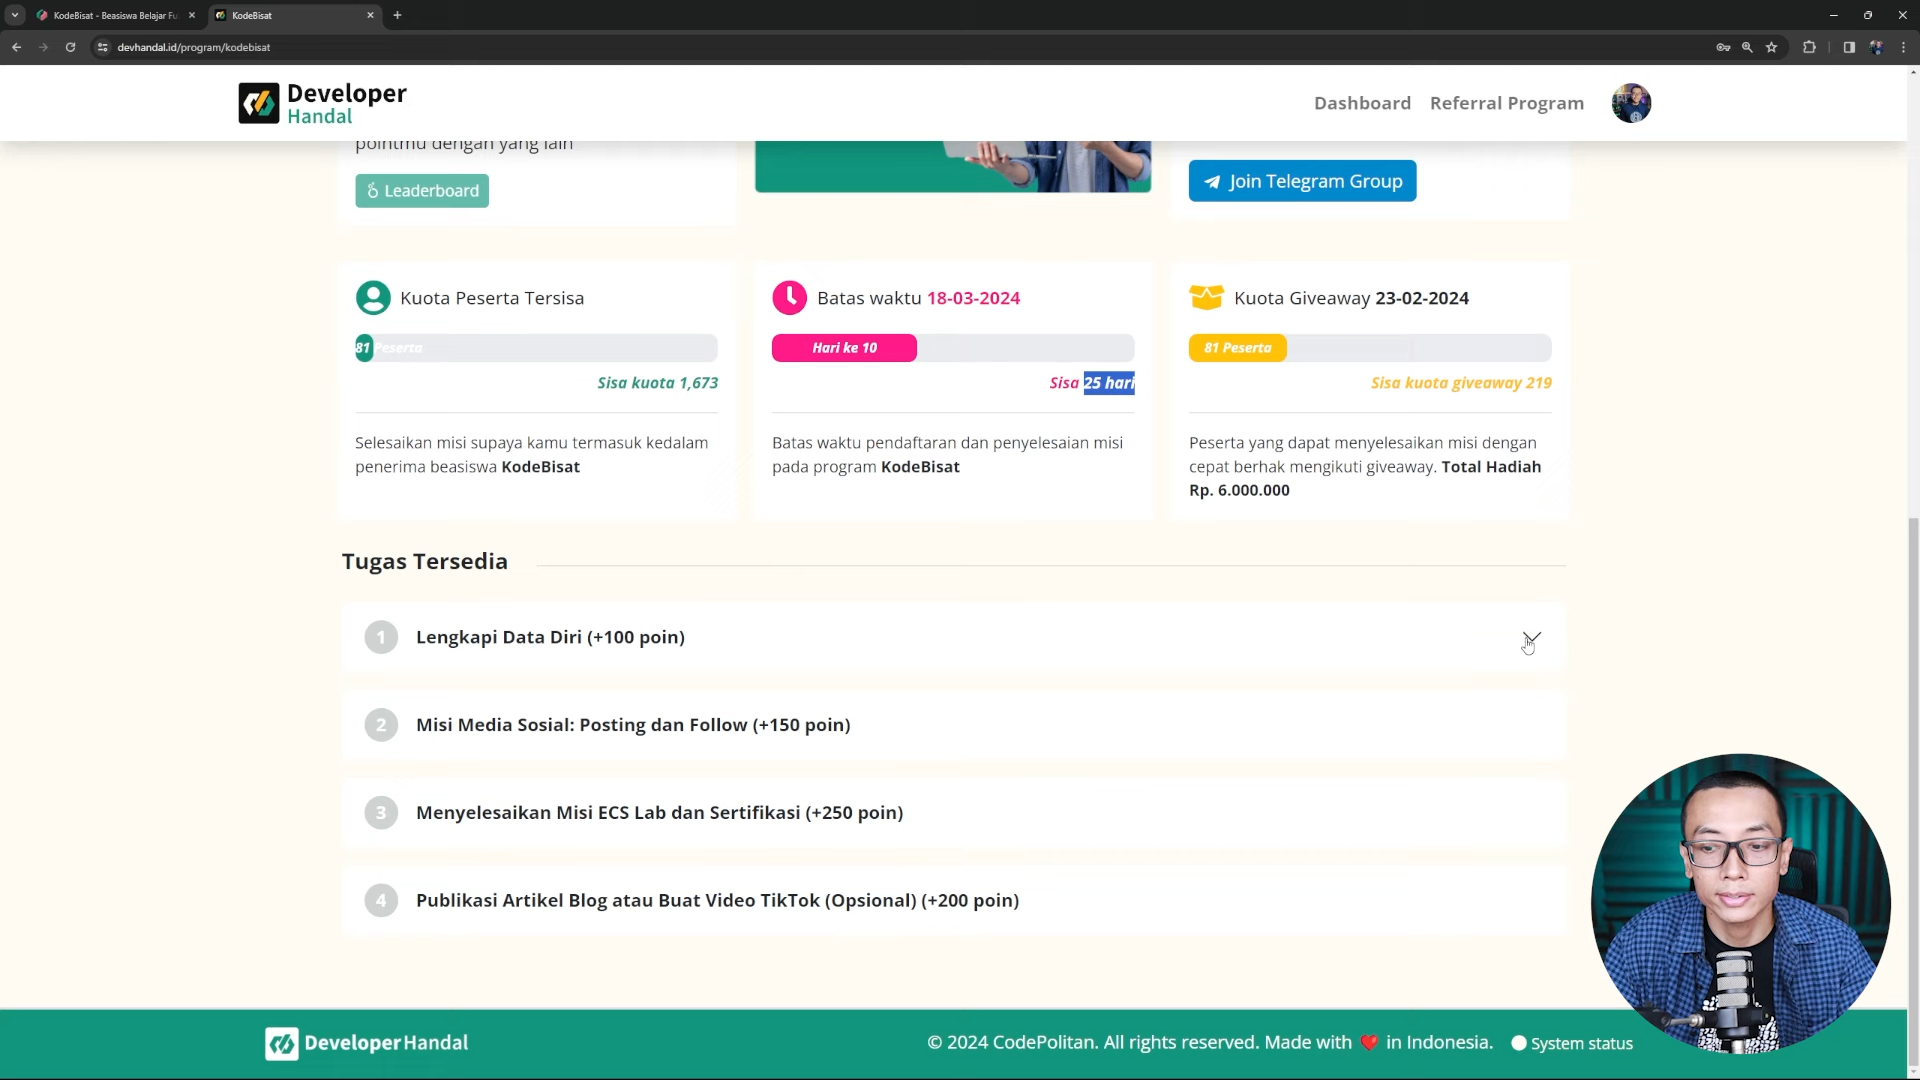 KodeBisat - Beasiswa Belajar Fu
KodeBisat
devhandal.id/program/kodebisat
Developer
Handal
Dashboard
Referral Program
pointmu dengan yang lain
Leaderboard
Join Telegram Group
Kuota Peserta Tersisa
81 Peserta
Sisa kuota 1,673
Selesaikan misi supaya kamu termasuk kedalam
penerima beasiswa KodeBisat
Batas waktu 18-03-2024
Hari ke 10
Sisa 25 hari
Batas waktu pendaftaran dan penyelesaian misi
pada program KodeBisat
Kuota Giveaway 23-02-2024
81 Peserta
Sisa kuota giveaway 219
Peserta yang dapat menyelesaikan misi dengan
cepat berhak mengikuti giveaway. Total Hadiah
Rp. 6.000.000
Tugas Tersedia
1 Lengkapi Data Diri (+100 poin)
2 Misi Media Sosial: Posting dan Follow (+150 poin)
3 Menyelesaikan Misi ECS Lab dan Sertifikasi (+250 poin)
4 Publikasi Artikel Blog atau Buat Video TikTok (Opsional) (+200 poin)
Developer Handal
© 2024 CodePolitan. All rights reserved. Made with ❤️ in Indonesia.
System status